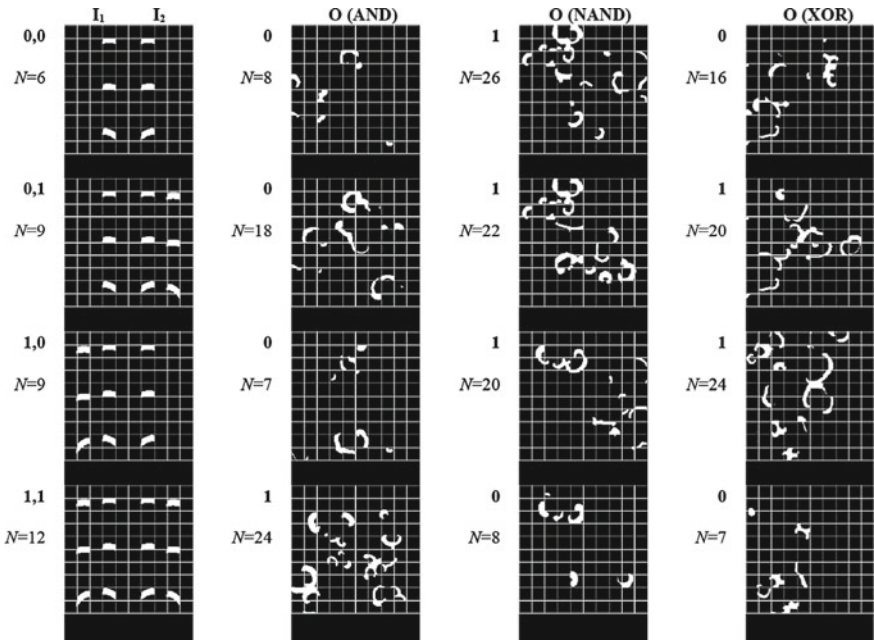 I₁ I₂ O (AND) O (NAND) O (XOR)
0,0 0 1 0
N=6 N=8 N=26 N=16
0,1 0 1 1
N=9 N=18 N=22 N=20
1,0 0 1 1
N=9 N=7 N=20 N=24
1,1 1 0 0
N=12 N=24 N=8 N=7